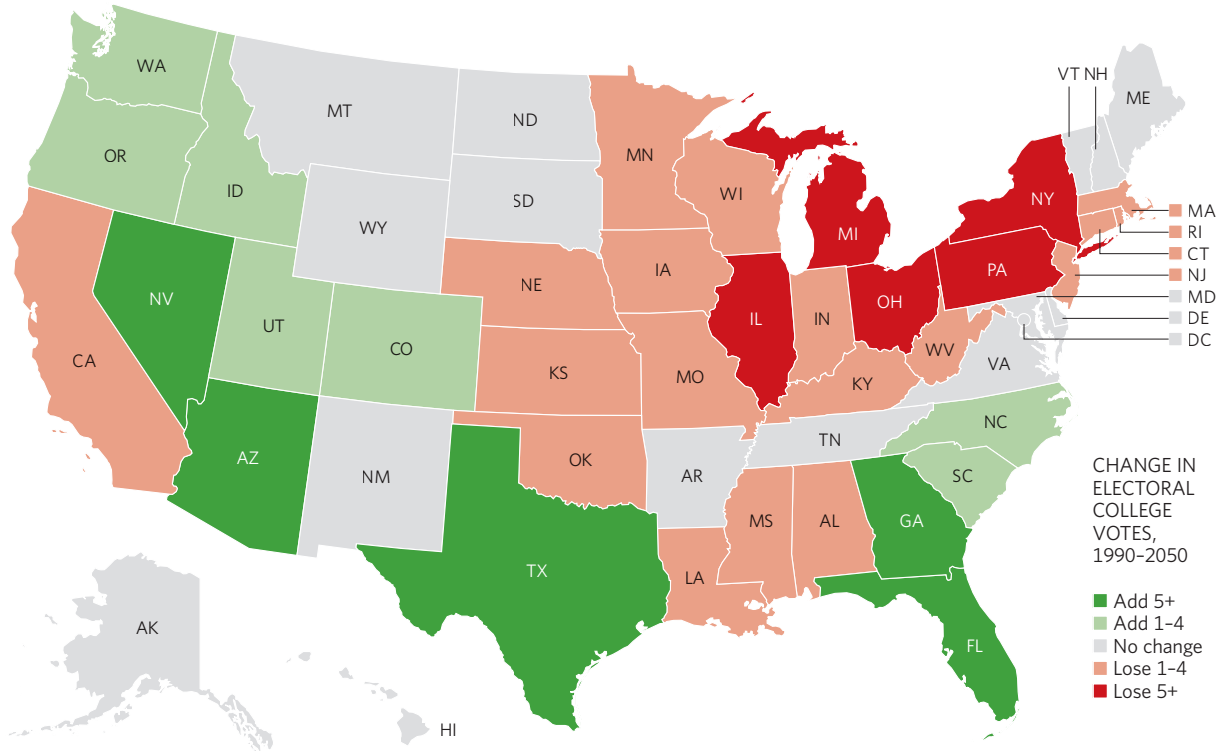 WA
VT NH
ME
MT
ND
OR
MN
ID
WI
SD
NY
MA
WY
MI
RI
CT
IA
PA
NJ
NE
NV
OH
MD
UT
IL
IN
DE
DC
CO
WV
CA
VA
KS
MO
KY
NC
TN
AZ
OK
NM
AR
SC
MS
AL
GA
TX
LA
AK
FL
HI
CHANGE IN
ELECTORAL
COLLEGE
VOTES,
1990–2050
Add 5+
Add 1–4
No change
Lose 1–4
Lose 5+